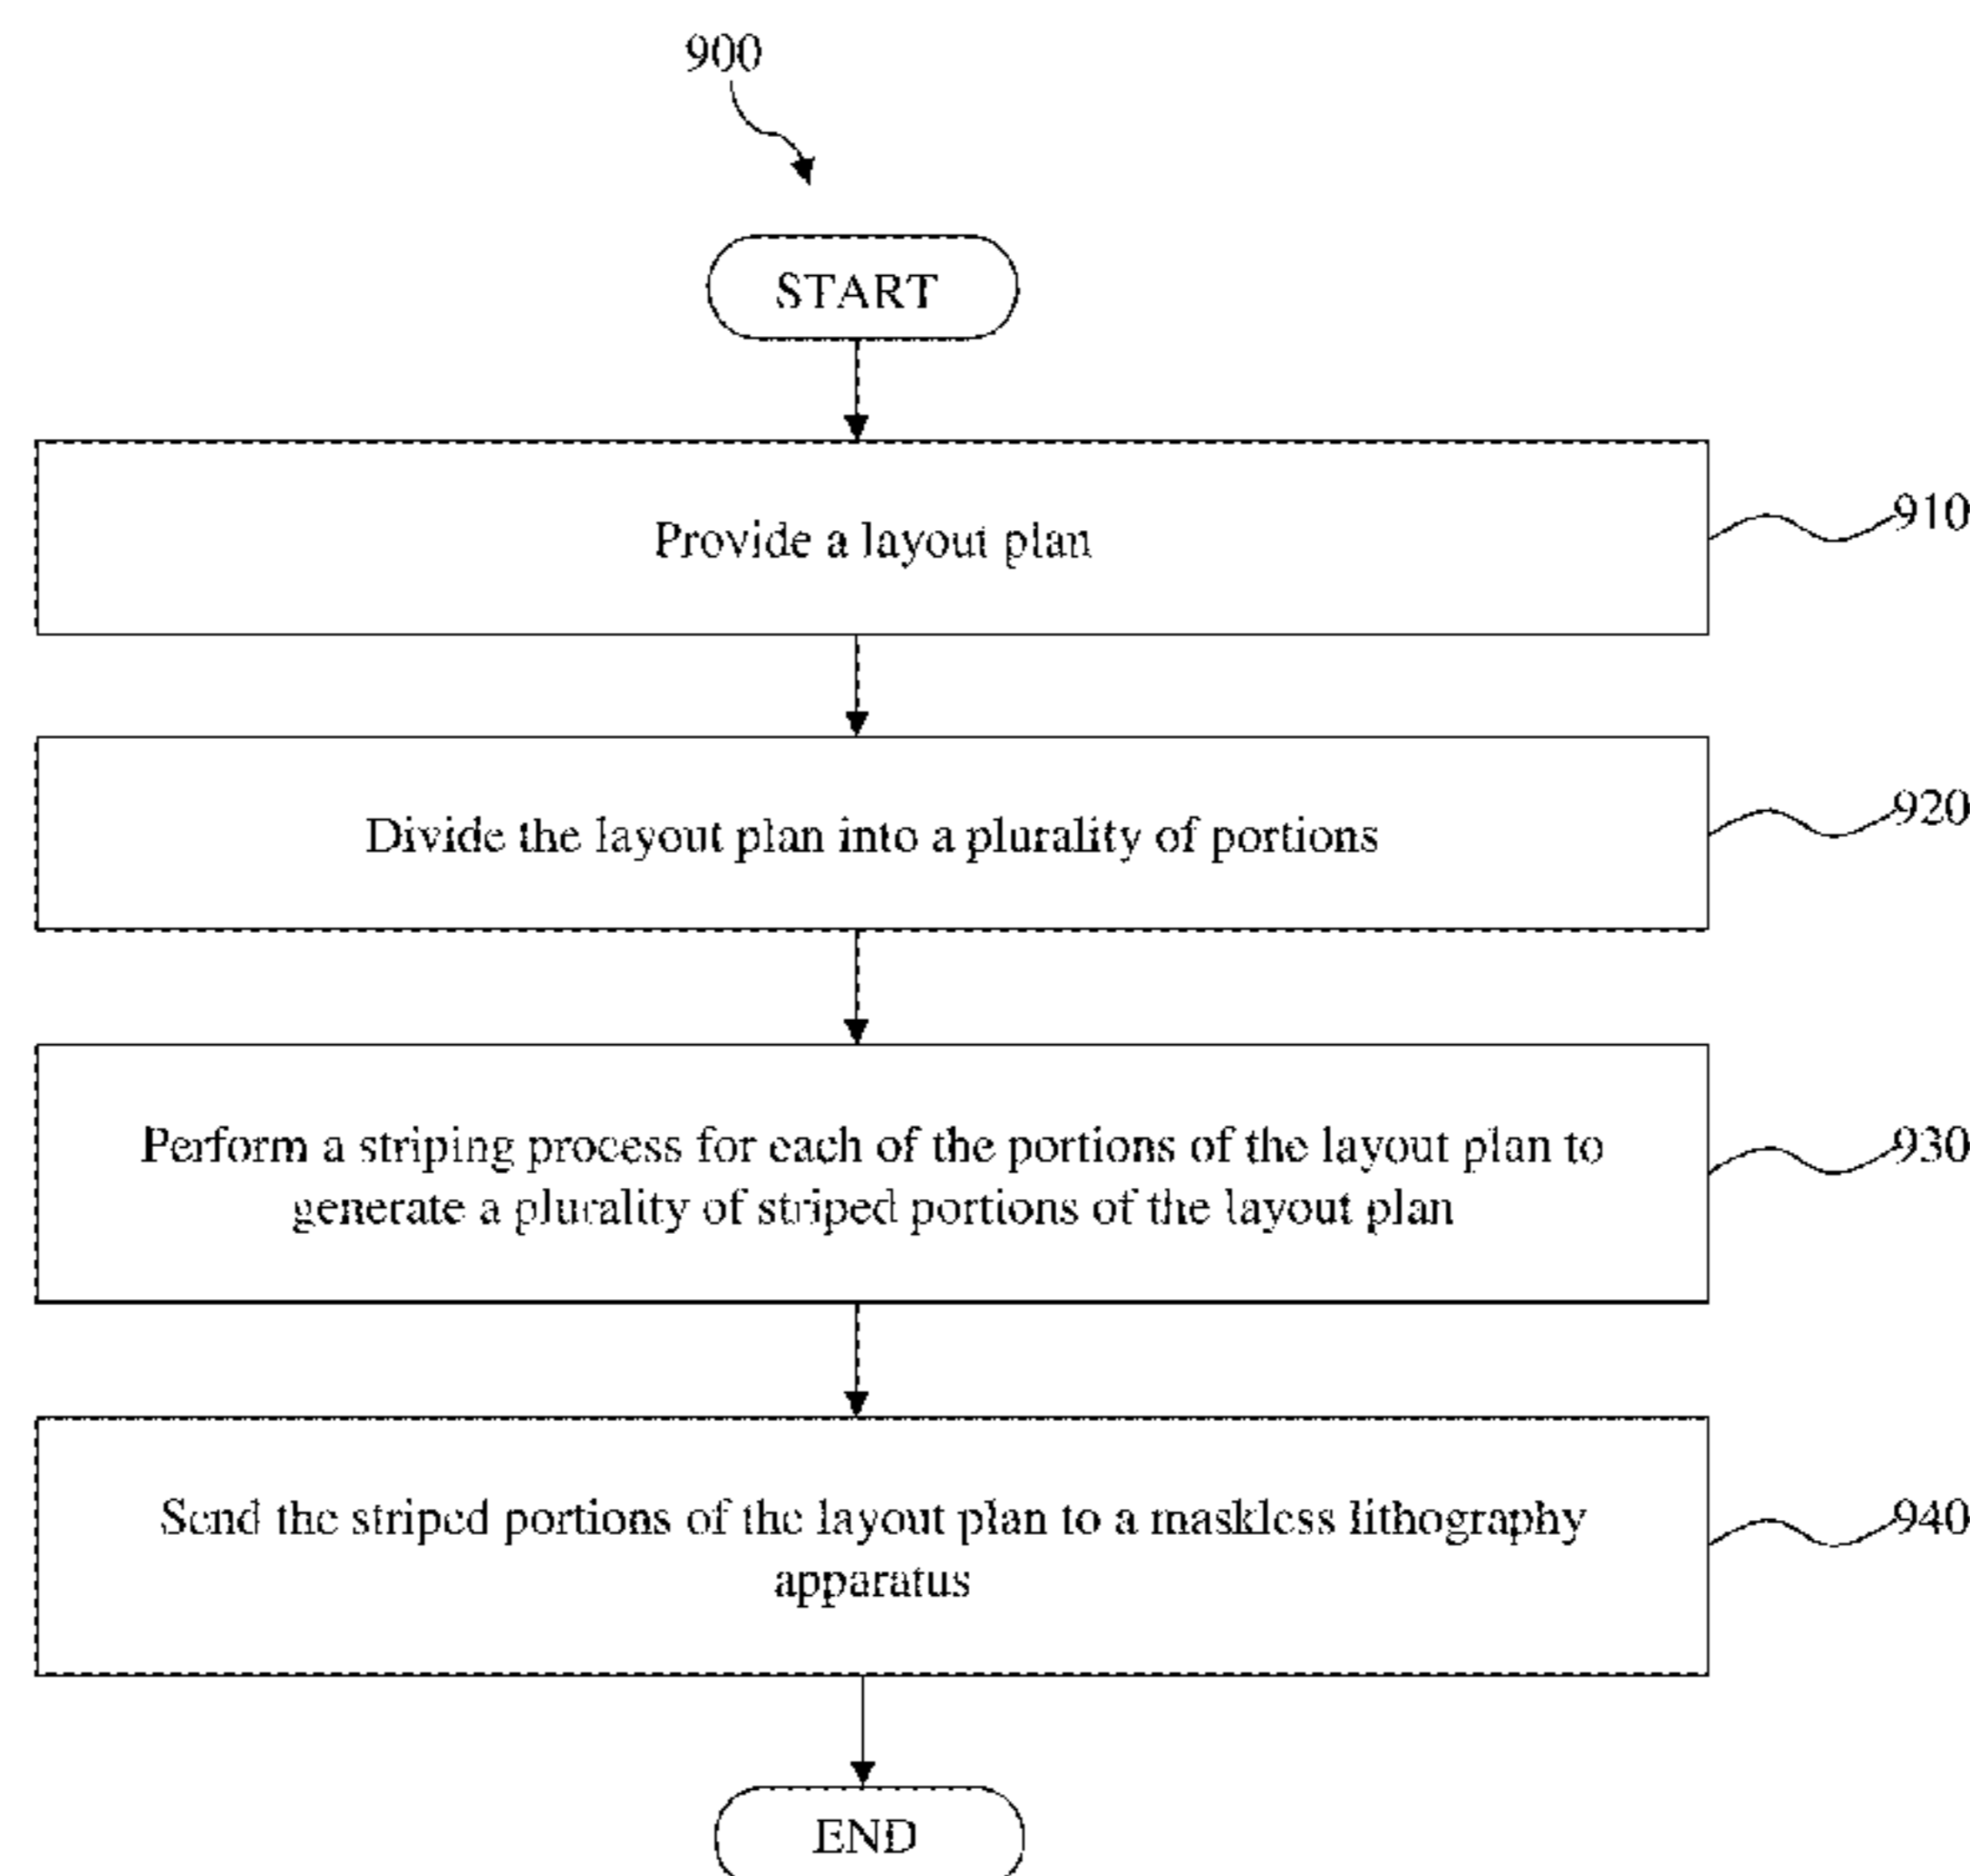 900
START
Provide a layout plan
910
Divide the layout plan into a plurality of portions
920
Perform a striping process for each of the portions of the layout plan to
generate a plurality of striped portions of the layout plan
930
Send the striped portions of the layout plan to a maskless lithography
apparatus
940
END